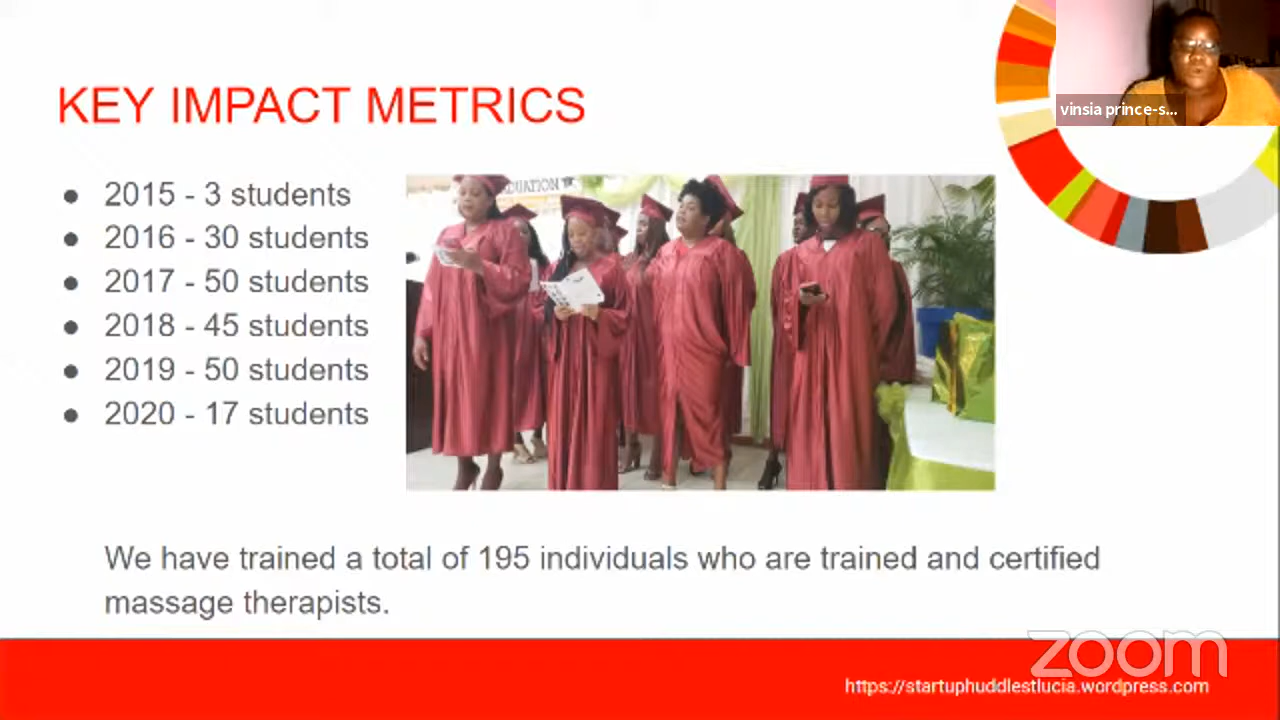 KEY IMPACT METRICS
vinsia prince-s...
● 2015 - 3 students
● 2016 - 30 students
● 2017 - 50 students
● 2018 - 45 students
● 2019 - 50 students
● 2020 - 17 students
We have trained a total of 195 individuals who are trained and certified
massage therapists.
zoom
https://startuphuddlestlucia.wordpress.com